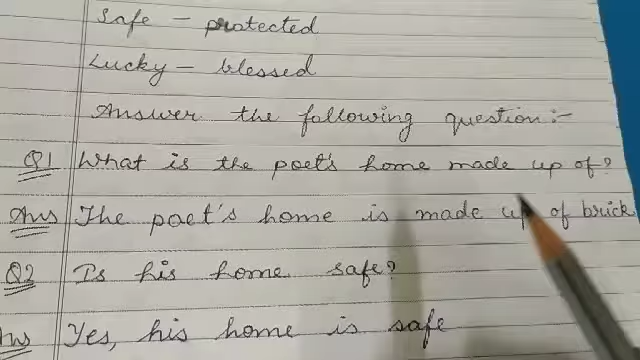 Safe - protected
Lucky - blessed
Answer the following question:-
Q1 What is the poet's home made up of?
Ans The poet's home is made up of brick
Q2 Is his home safe?
Ans Yes, his home is safe